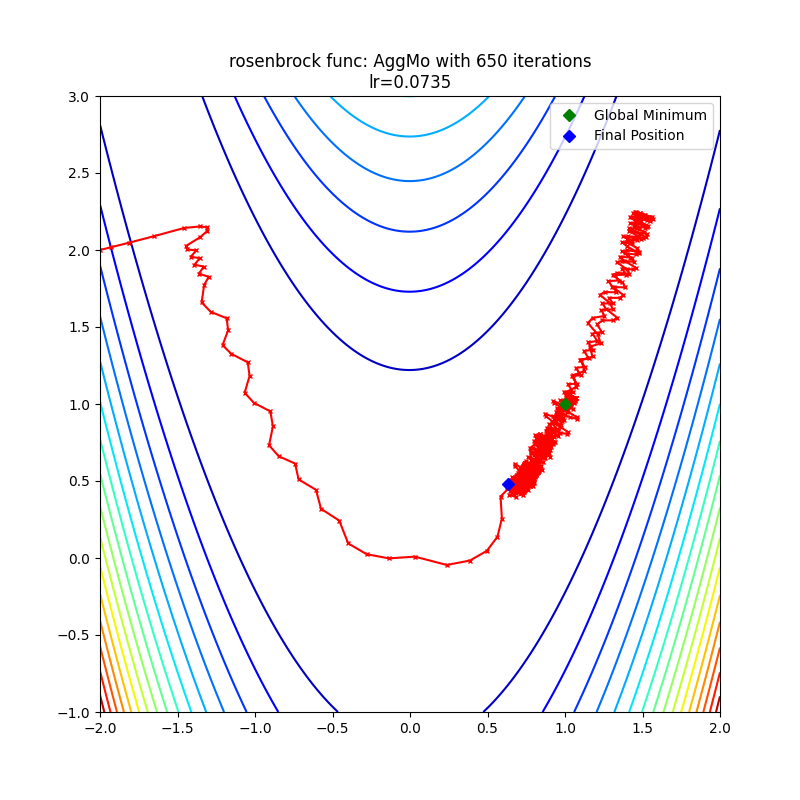 rosenbrock func: AggMo with 650 iterations
lr=0.0735
Global Minimum
Final Position
3.0
2.5
2.0
1.5
1.0
0.5
0.0
−0.5
−1.0
−2.0 −1.5 −1.0 −0.5 0.0 0.5 1.0 1.5 2.0